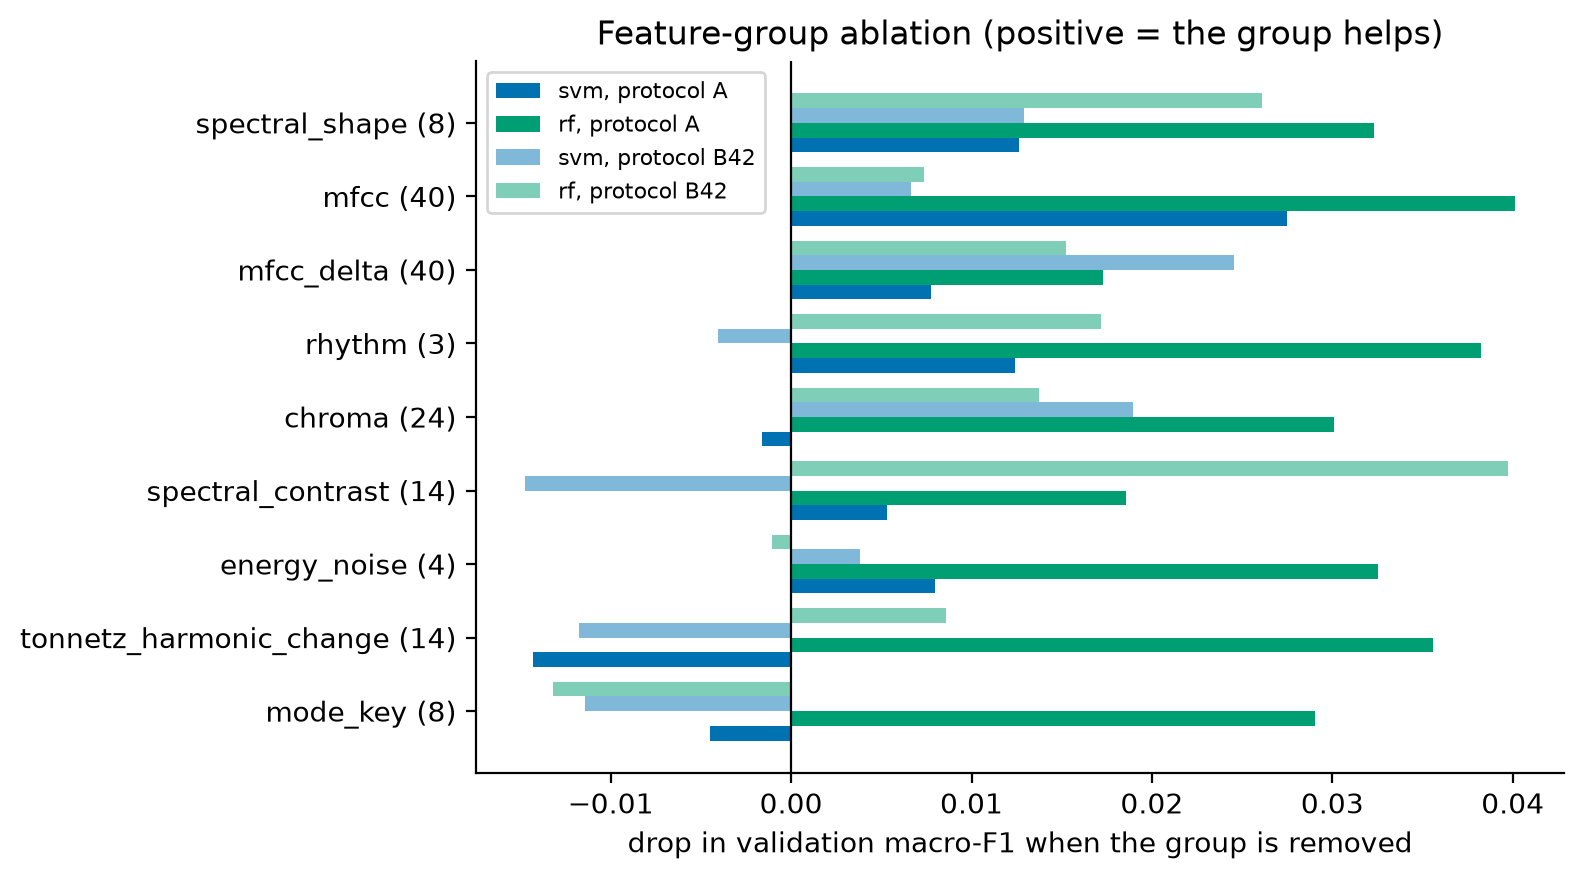 Feature-group ablation (positive = the group helps)
svm, protocol A
rf, protocol A
svm, protocol B42
rf, protocol B42
spectral_shape (8)
mfcc (40)
mfcc_delta (40)
rhythm (3)
chroma (24)
spectral_contrast (14)
energy_noise (4)
tonnetz_harmonic_change (14)
mode_key (8)
−0.01 0.00 0.01 0.02 0.03 0.04
drop in validation macro-F1 when the group is removed